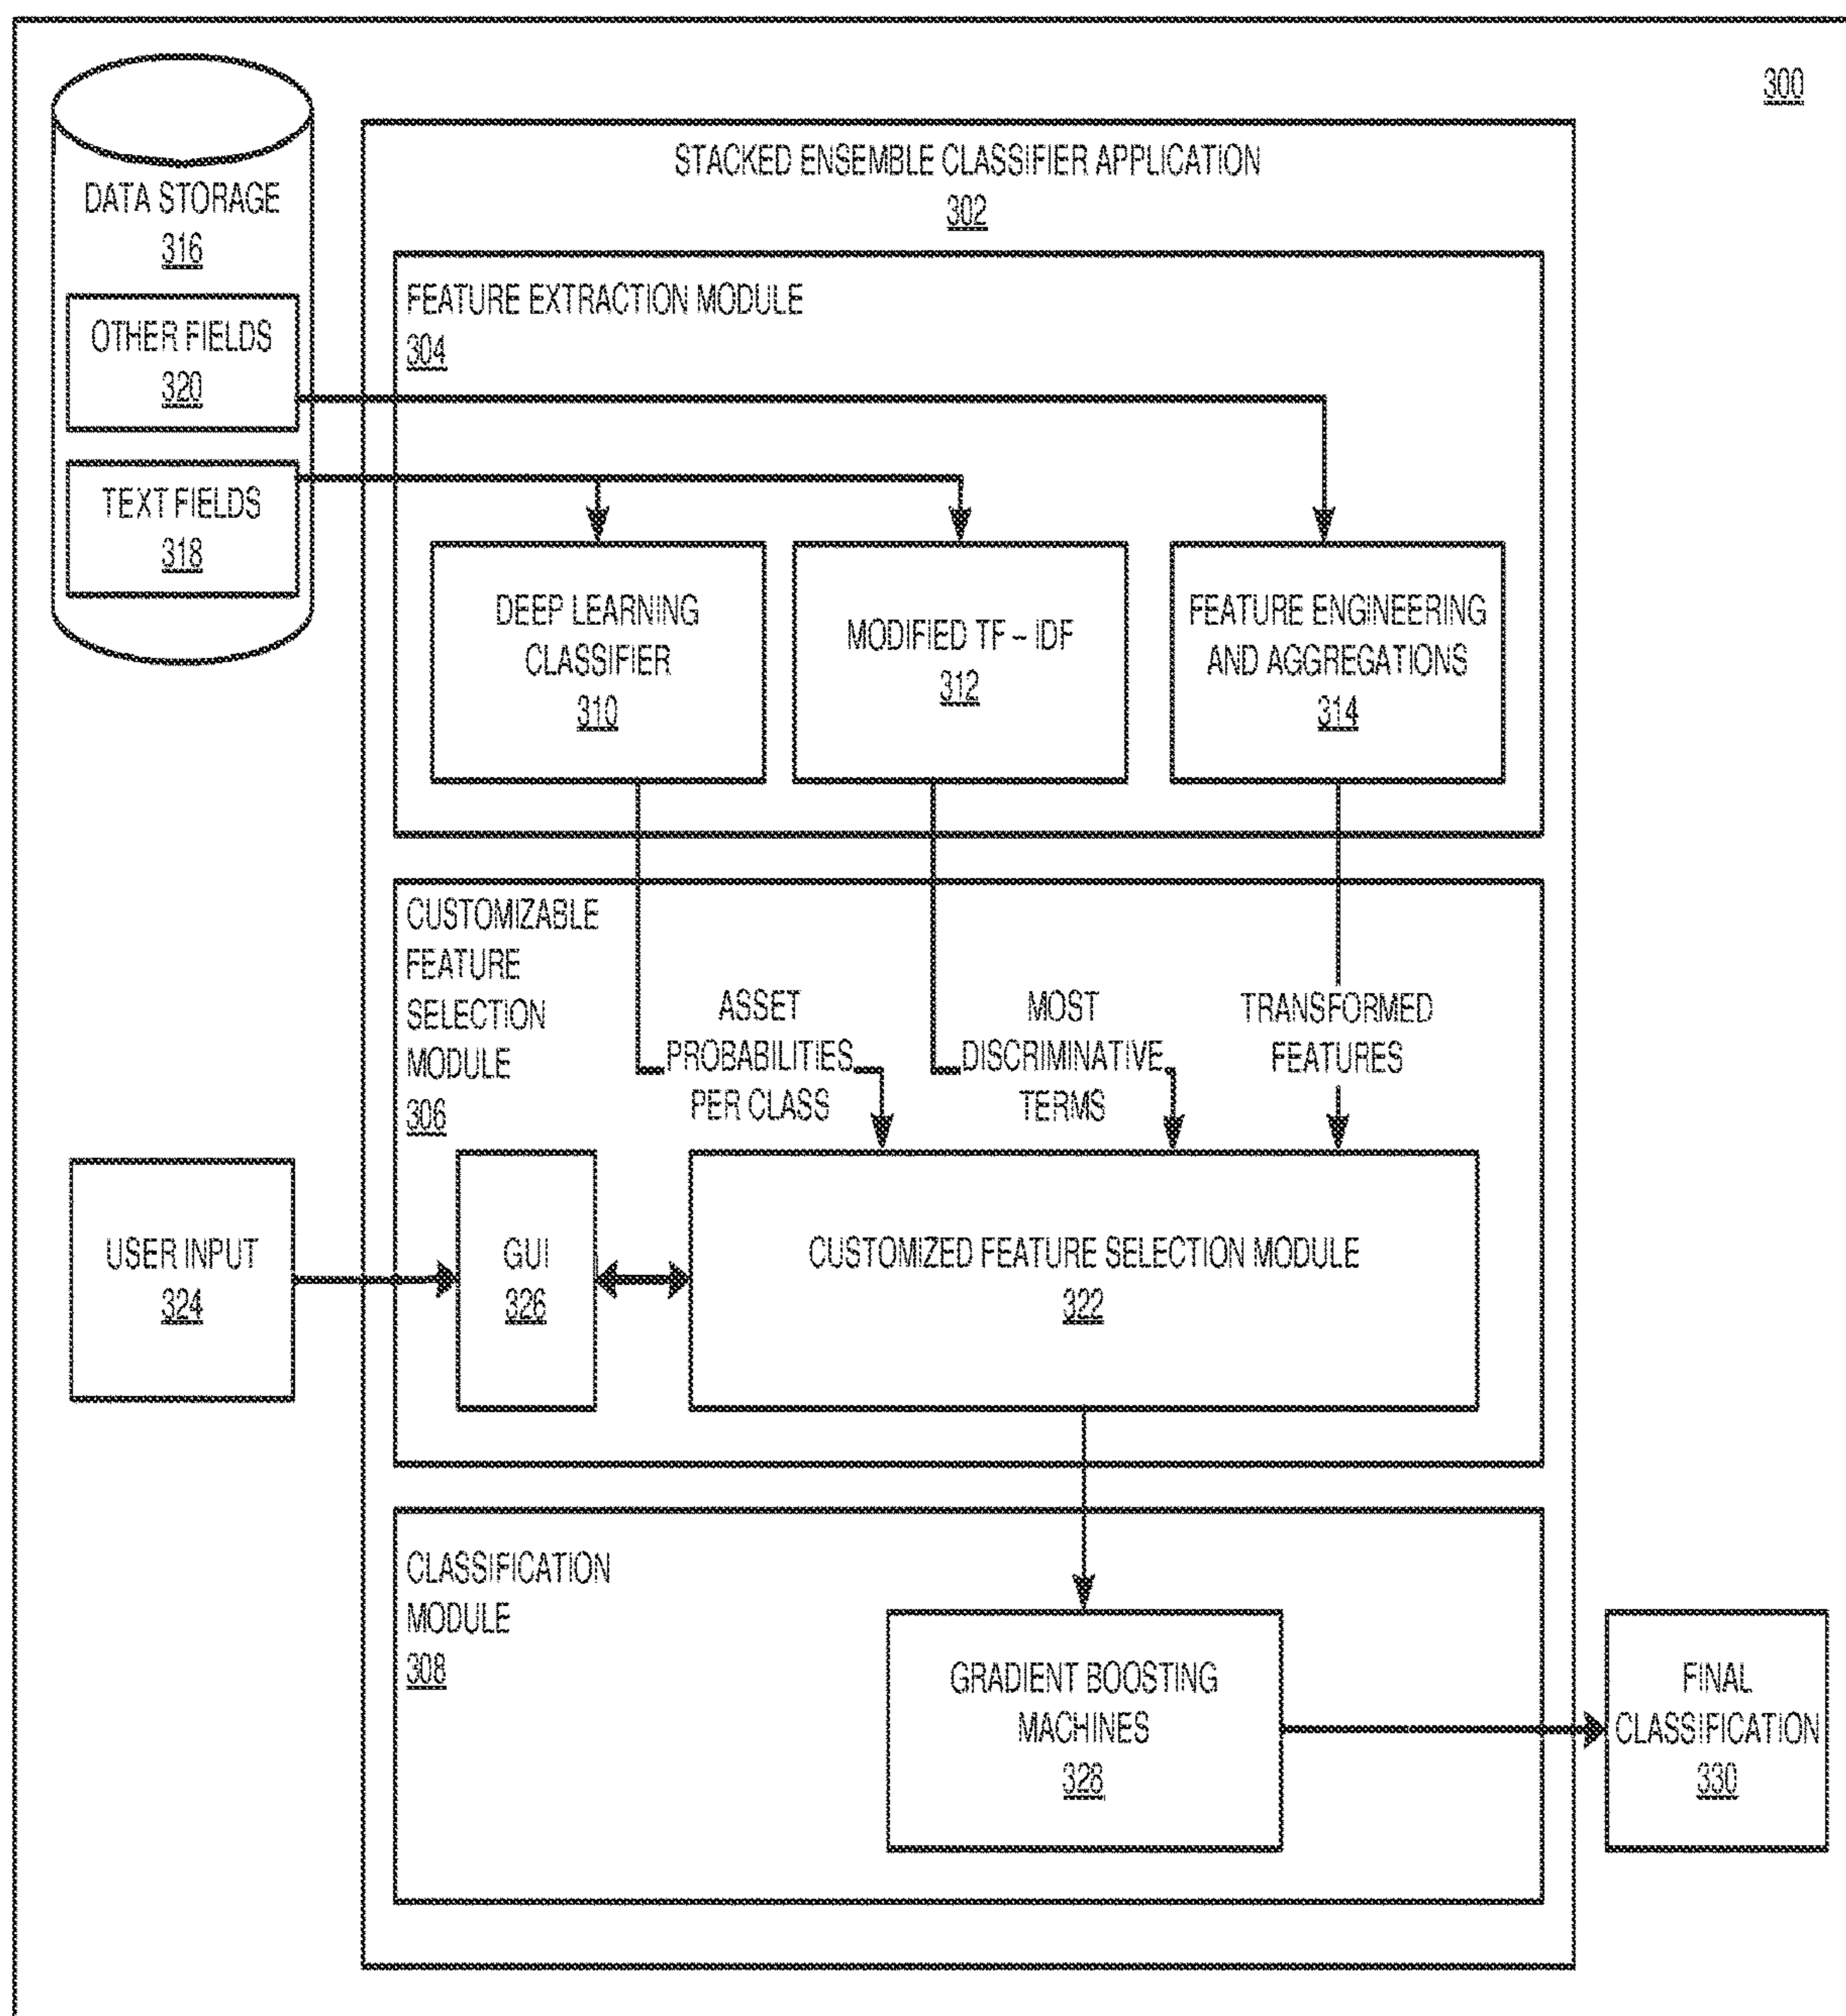 300
DATA STORAGE
316
OTHER FIELDS
320
TEXT FIELDS
318
STACKED ENSEMBLE CLASSIFIER APPLICATION
302
FEATURE EXTRACTION MODULE
304
DEEP LEARNING
CLASSIFIER
310
MODIFIED TF – IDF
312
FEATURE ENGINEERING
AND AGGREGATIONS
314
CUSTOMIZABLE
FEATURE
SELECTION
MODULE
306
ASSET
PROBABILITIES
PER CLASS
MOST
DISCRIMINATIVE
TERMS
TRANSFORMED
FEATURES
USER INPUT
324
GUI
326
CUSTOMIZED FEATURE SELECTION MODULE
322
CLASSIFICATION
MODULE
308
GRADIENT BOOSTING
MACHINES
328
FINAL
CLASSIFICATION
330